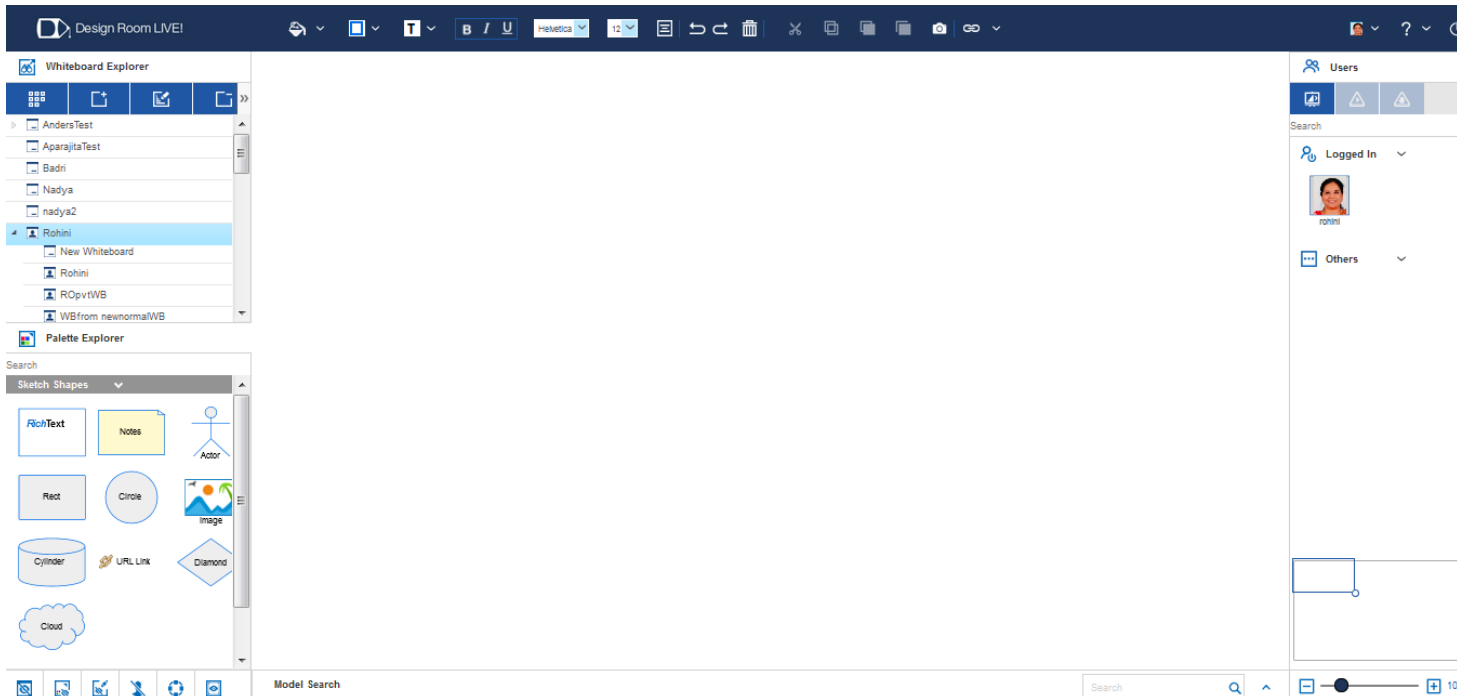 Design Room LIVE!
T B I U Helvetica 12 ?
Whiteboard Explorer
AndersTest
AparajitaTest
Badri
Nadya
nadya2
Rohini
New Whiteboard
Rohini
ROpvtWB
WBfrom newnormalWB
Palette Explorer
Search
Sketch Shapes
RichText
Notes
Actor
Rect
Circle
Image
Cylinder
URL Link
Diamond
Cloud
Model Search
Search
Users
Search
Logged In
rohini
Others
10